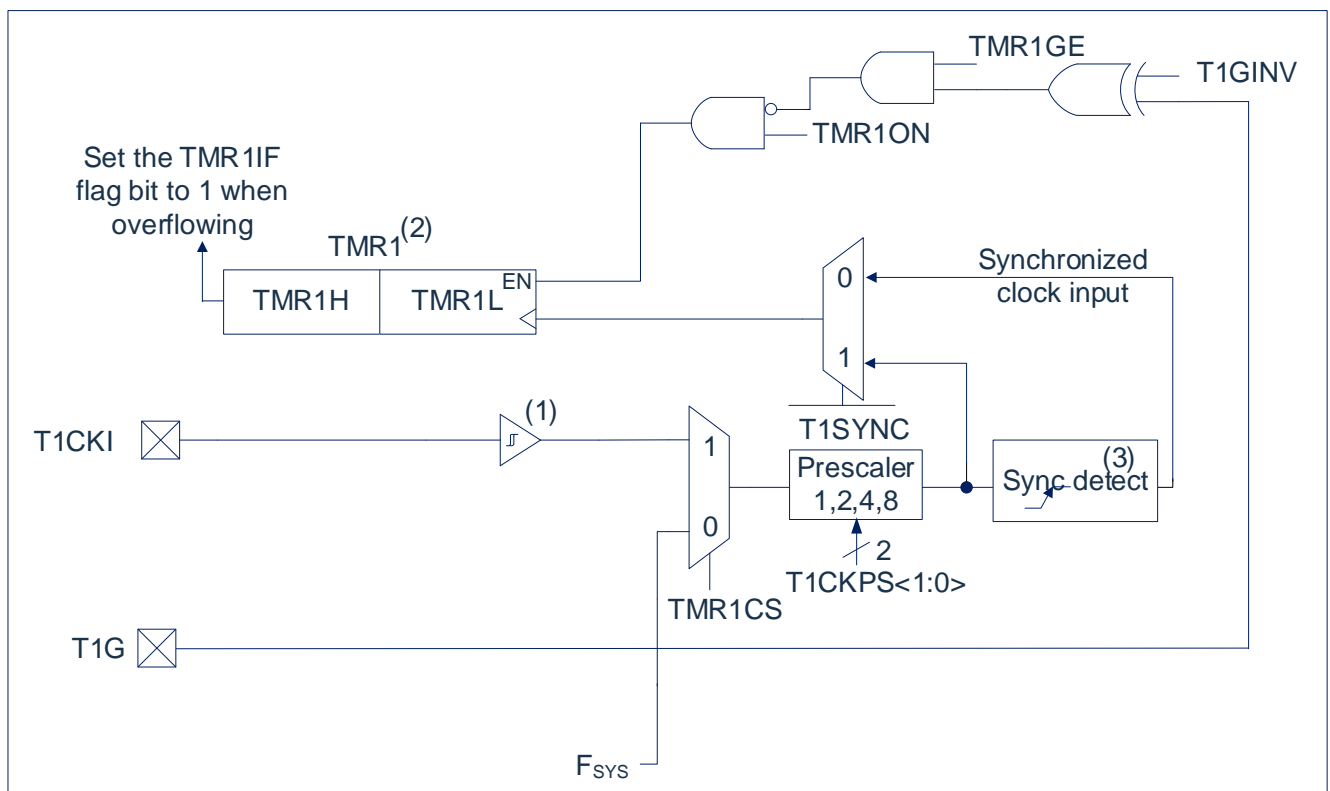 TMR1GE
T1GINV
TMR1ON
Set the TMR1IF
flag bit to 1 when
overflowing
TMR1(2)
EN
TMR1H
TMR1L
0
Synchronized
clock input
1
T1SYNC
T1CKI
(1)
1
0
Prescaler
1,2,4,8
(3)
Sync detect
2
T1CKPS<1:0>
TMR1CS
T1G
FSYS